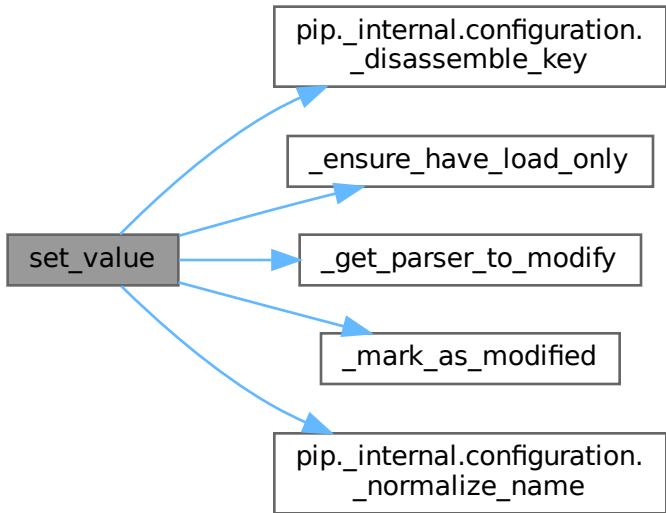 pip._internal.configuration.
_disassemble_key
_ensure_have_load_only
set_value
_get_parser_to_modify
_mark_as_modified
pip._internal.configuration.
_normalize_name